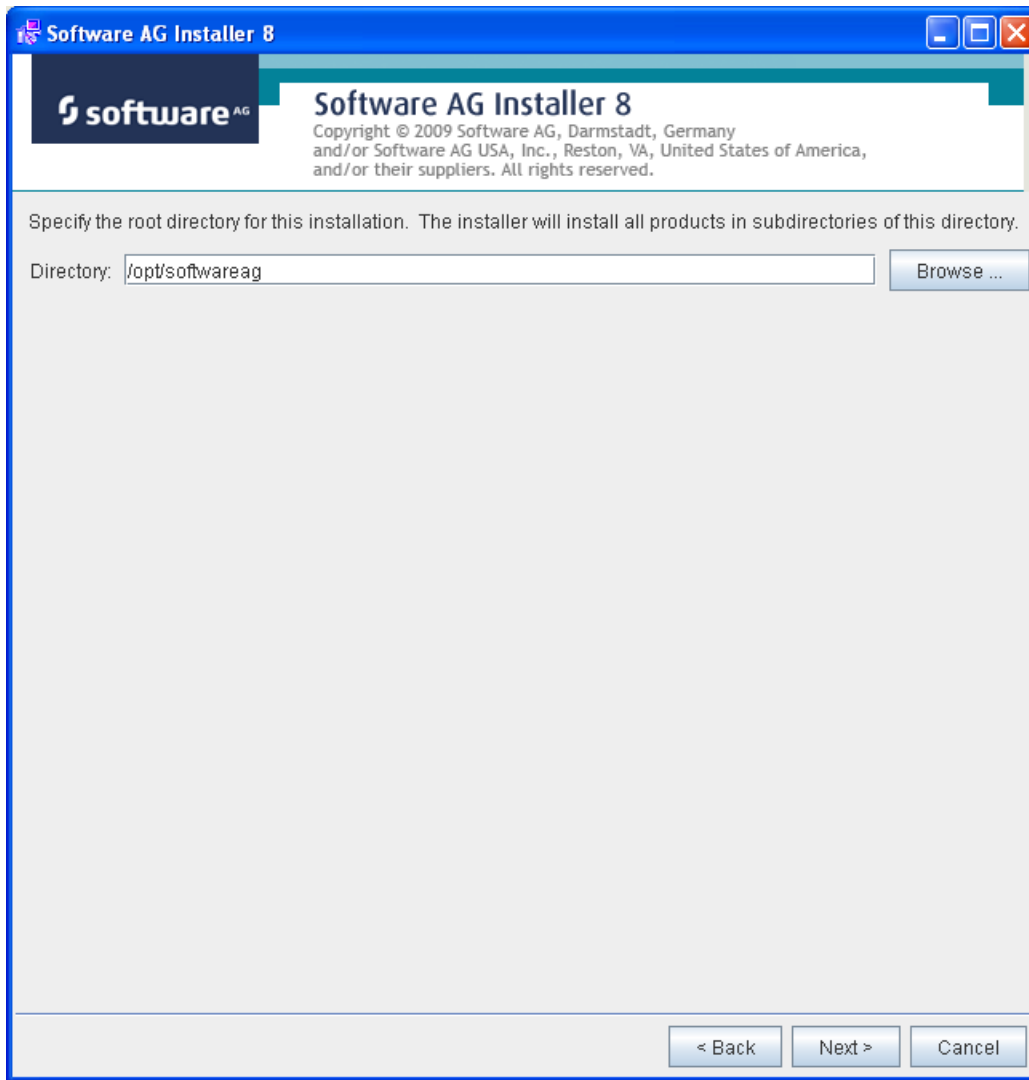 Software AG Installer 8
software AG
Software AG Installer 8
Copyright © 2009 Software AG, Darmstadt, Germany
and/or Software AG USA, Inc., Reston, VA, United States of America,
and/or their suppliers. All rights reserved.
Specify the root directory for this installation.  The installer will install all products in subdirectories of this directory.
Directory: /opt/softwareag Browse ...
< Back Next > Cancel